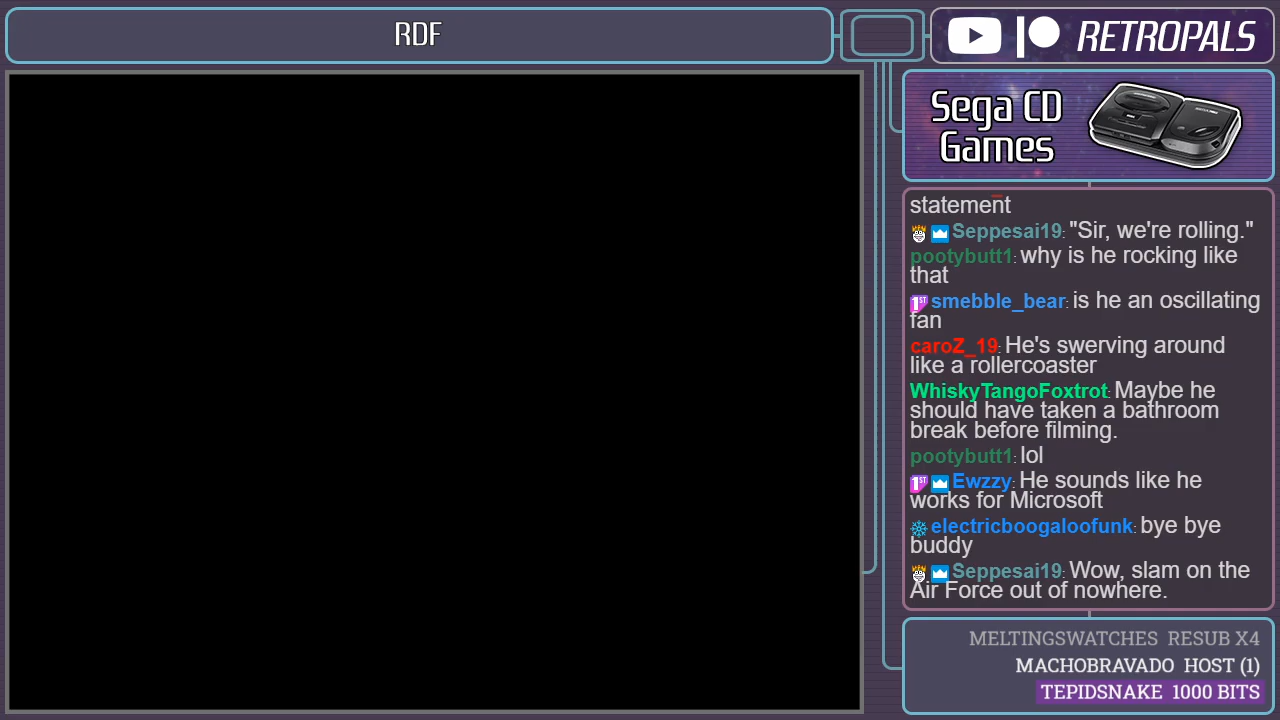 RDF
RETROPALS
Sega CD
Games
statement
Seppesai19: "Sir, we're rolling."
pootybutt1: why is he rocking like
that
1ST smebble_bear: is he an oscillating
fan
caroZ_19: He's swerving around
like a rollercoaster
WhiskyTangoFoxtrot: Maybe he
should have taken a bathroom
break before filming.
pootybutt1: lol
1ST Ewzzy: He sounds like he
works for Microsoft
electricboogaloofunk: bye bye
buddy
Seppesai19: Wow, slam on the
Air Force out of nowhere.
MELTINGSWATCHES RESUB X4
MACHOBRAVADO HOST (1)
TEPIDSNAKE 1000 BITS